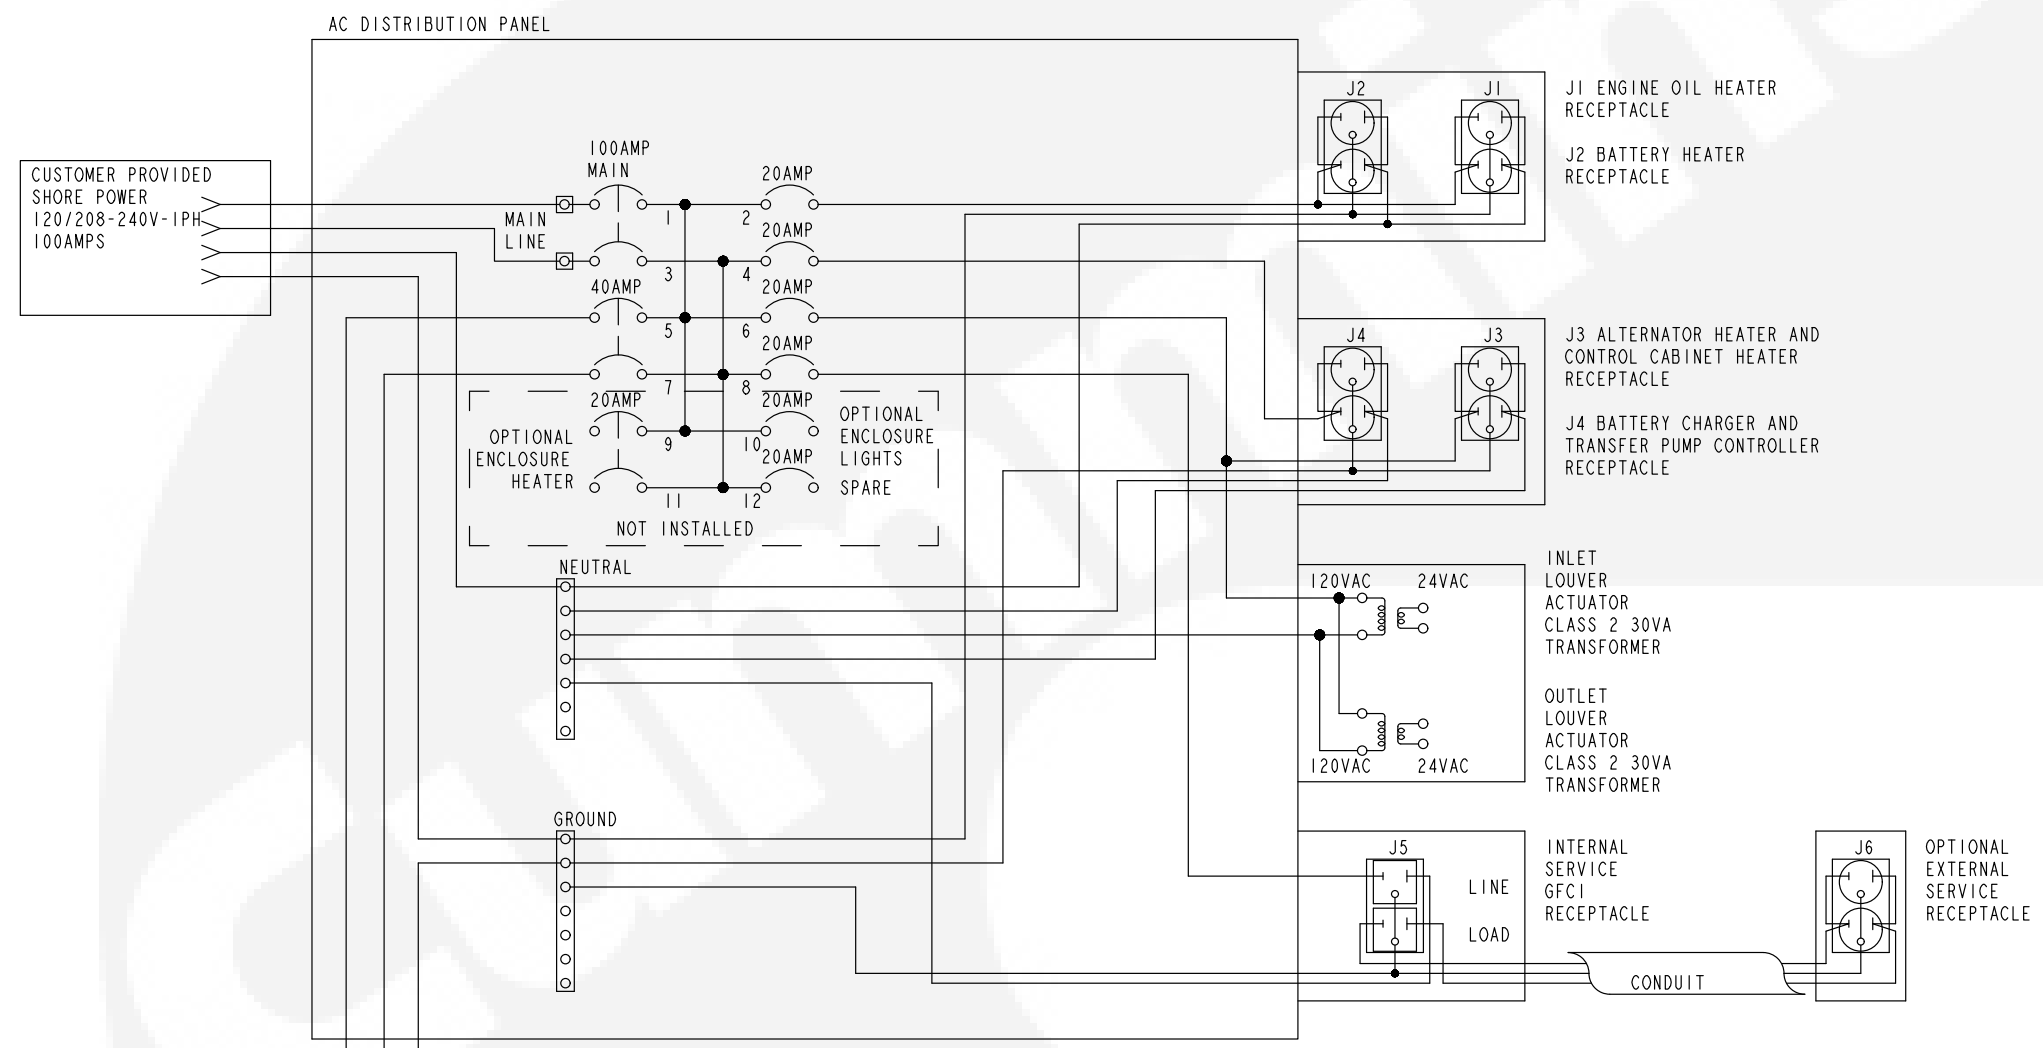 AC DISTRIBUTION PANEL
CUSTOMER PROVIDED
SHORE POWER
120/208-240V-1PH
100AMPS
MAIN
LINE
100AMP
MAIN
20AMP
1
2
20AMP
3
4
40AMP
20AMP
5
6
20AMP
7
8
20AMP
20AMP
OPTIONAL
ENCLOSURE
HEATER
9
10
OPTIONAL
ENCLOSURE
LIGHTS
20AMP
SPARE
11
12
NOT INSTALLED
NEUTRAL
GROUND
J2
J1
J1 ENGINE OIL HEATER
RECEPTACLE
J2 BATTERY HEATER
RECEPTACLE
J4
J3
J3 ALTERNATOR HEATER AND
CONTROL CABINET HEATER
RECEPTACLE
J4 BATTERY CHARGER AND
TRANSFER PUMP CONTROLLER
RECEPTACLE
120VAC
24VAC
INLET
LOUVER
ACTUATOR
CLASS 2 30VA
TRANSFORMER
OUTLET
LOUVER
ACTUATOR
CLASS 2 30VA
TRANSFORMER
120VAC
24VAC
J5
LINE
LOAD
INTERNAL
SERVICE
GFCI
RECEPTACLE
CONDUIT
J6
OPTIONAL
EXTERNAL
SERVICE
RECEPTACLE
Cummins